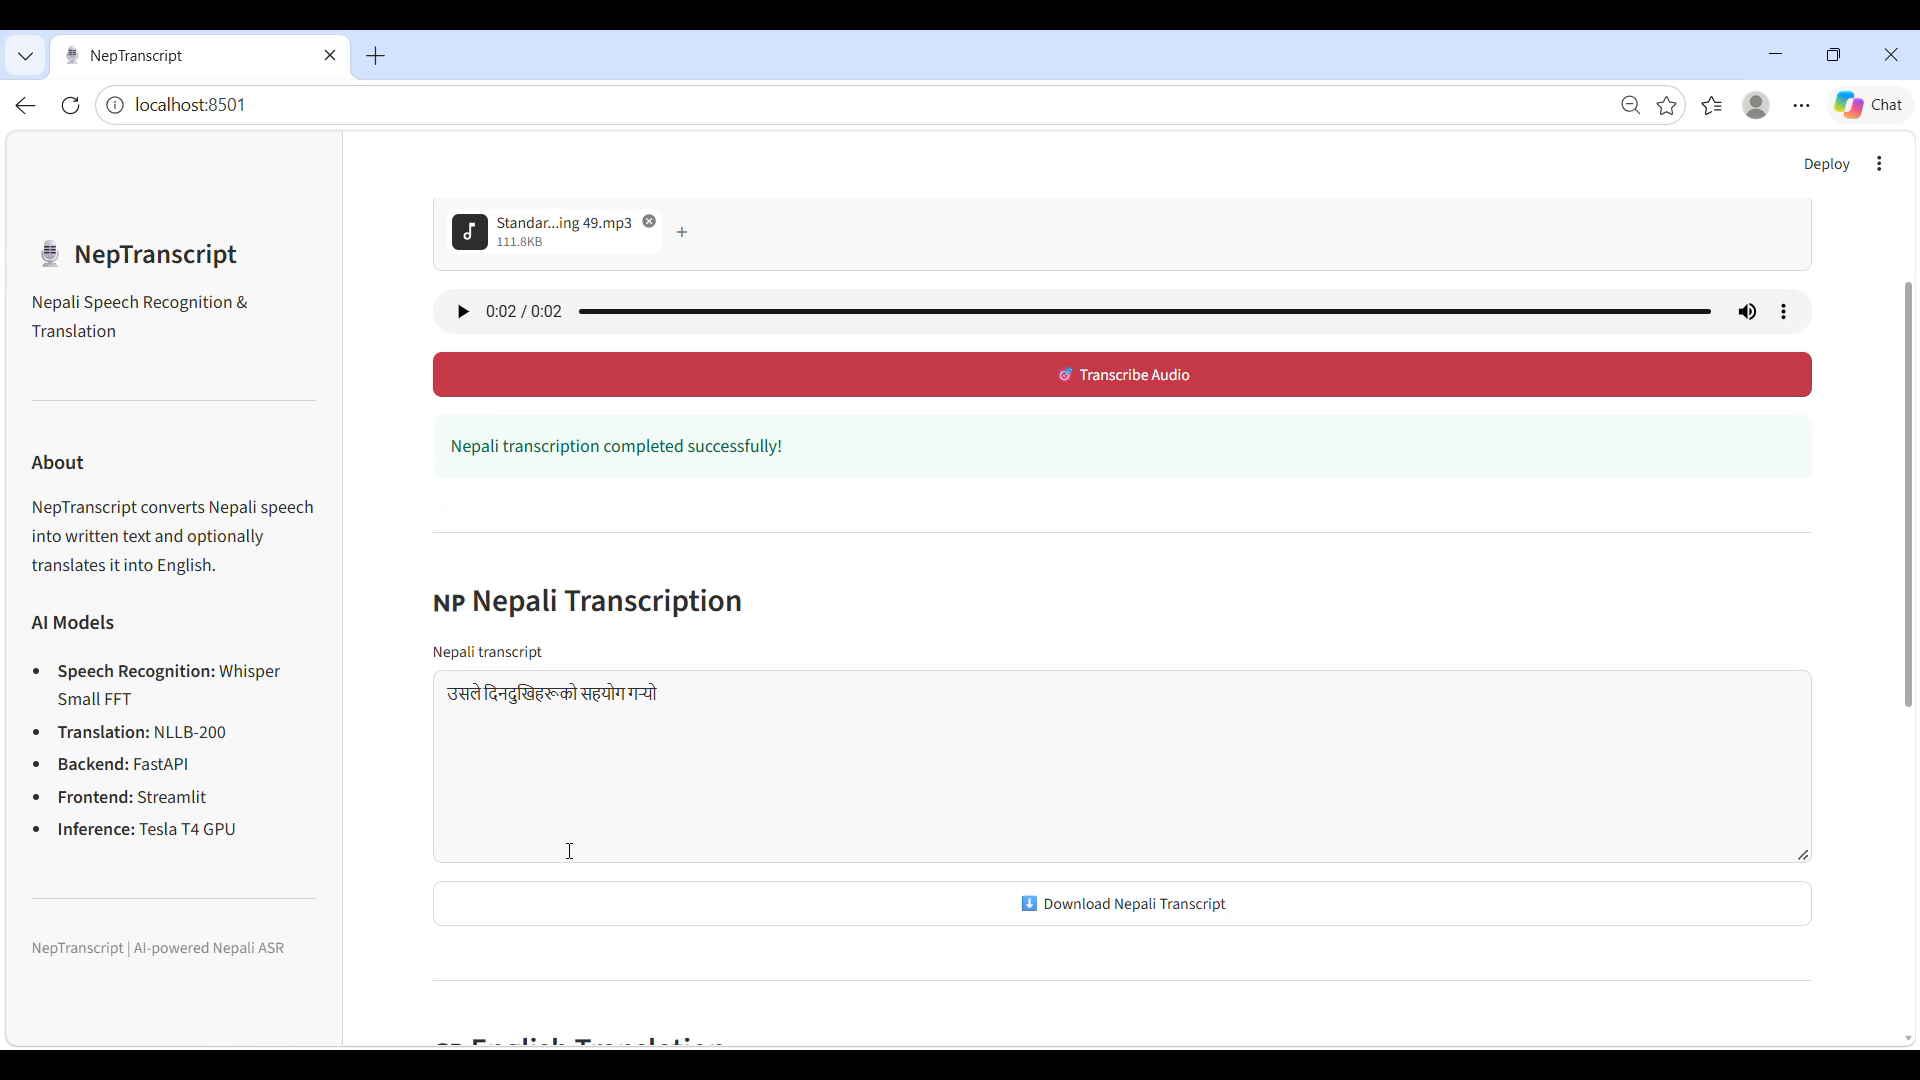 NepTranscript
localhost:8501
Chat
Deploy
NepTranscript
Nepali Speech Recognition &
Translation
About
NepTranscript converts Nepali speech
into written text and optionally
translates it into English.
AI Models
Speech Recognition: Whisper
Small FFT
Translation: NLLB-200
Backend: FastAPI
Frontend: Streamlit
Inference: Tesla T4 GPU
NepTranscript | AI-powered Nepali ASR
Standar...ing 49.mp3
111.8KB
0:02 / 0:02
Transcribe Audio
Nepali transcription completed successfully!
NP Nepali Transcription
Nepali transcript
उसले दिनदुखिहरूको सहयोग गर्‍यो
Download Nepali Transcript
English Translation